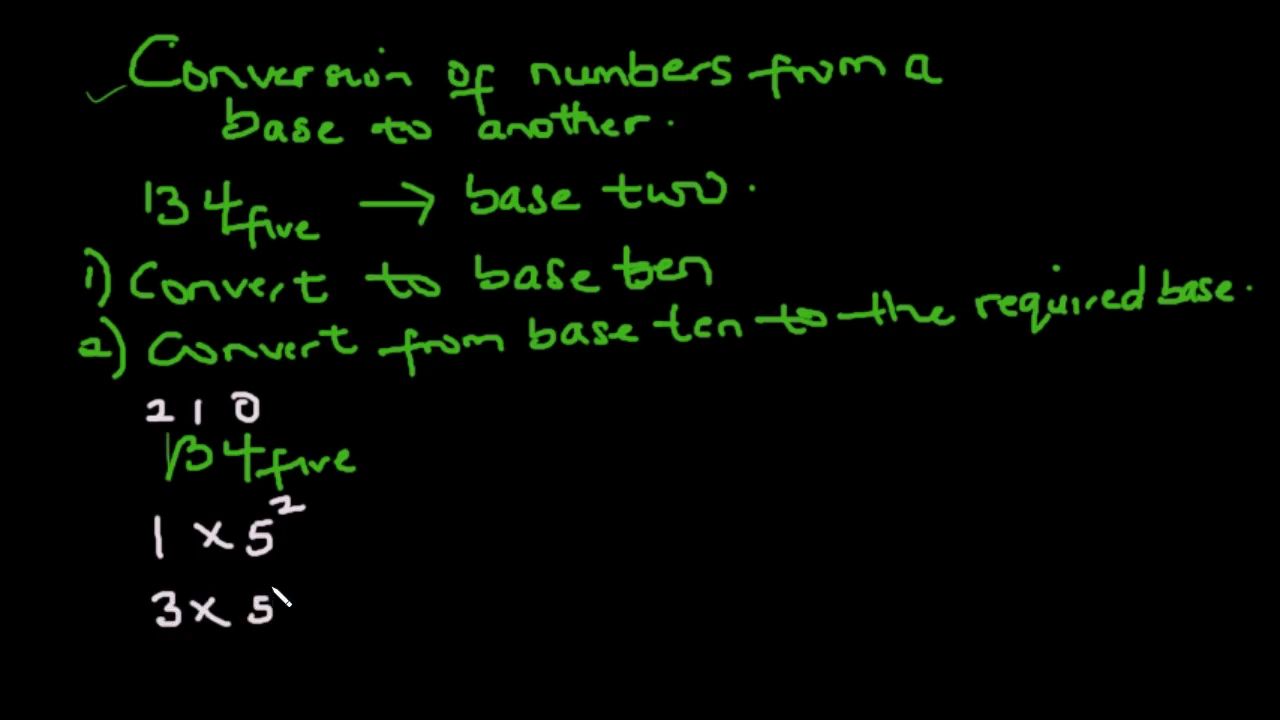 Conversion of numbers from a
base to another.
134five → base two.
1) Convert to base ten
2) Convert from base ten to the required base.
2 1 0
134five
1 × 5²
3 × 5